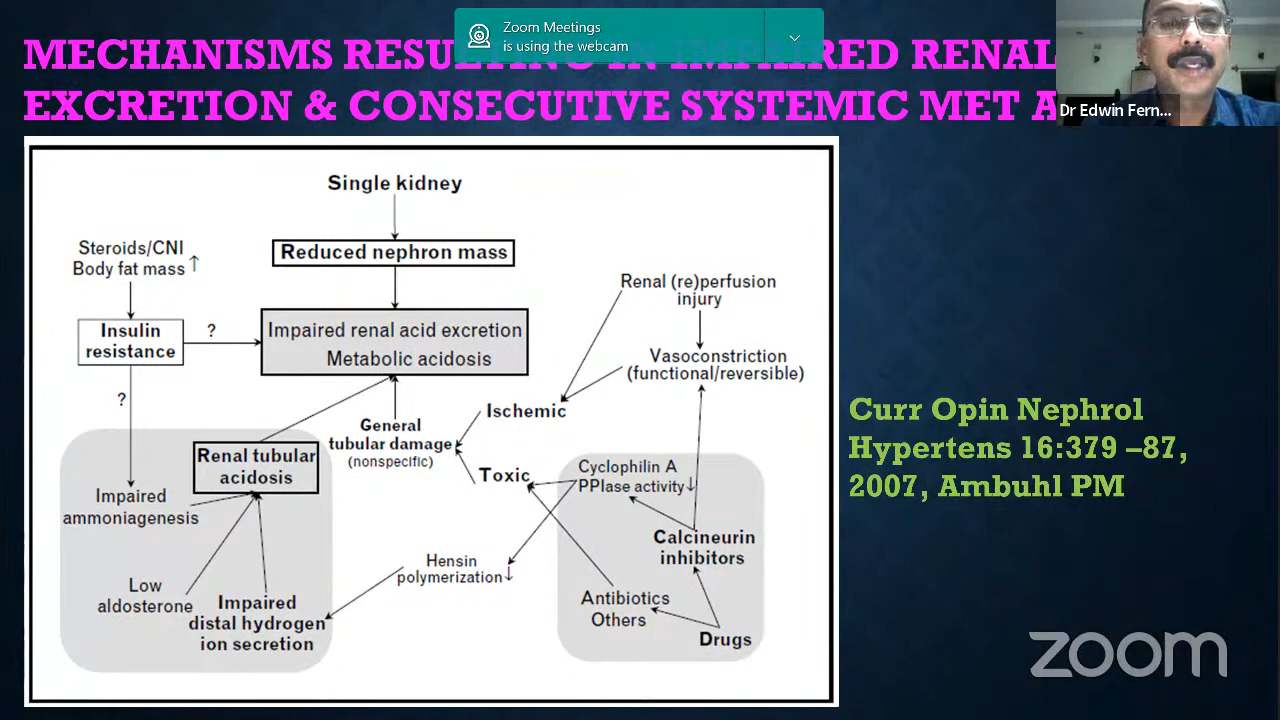 Zoom Meetings
is using the webcam
MECHANISMS RESULTING IN IMPAIRED RENAL
EXCRETION & CONSECUTIVE SYSTEMIC MET A
Dr Edwin Fern...
Single kidney
Steroids/CNI
Body fat mass ↑
Reduced nephron mass
Renal (re)perfusion
injury
Insulin
resistance
?
Impaired renal acid excretion
Metabolic acidosis
Vasoconstriction
(functional/reversible)
?
Ischemic
General
tubular damage
(nonspecific)
Renal tubular
acidosis
Toxic
Cyclophilin A
PPIase activity↓
Impaired
ammoniagenesis
Calcineurin
inhibitors
Hensin
polymerization↓
Low
aldosterone
Impaired
distal hydrogen
ion secretion
Antibiotics
Others
Drugs
Curr Opin Nephrol
Hypertens 16:379 –87,
2007, Ambuhl PM
zoom